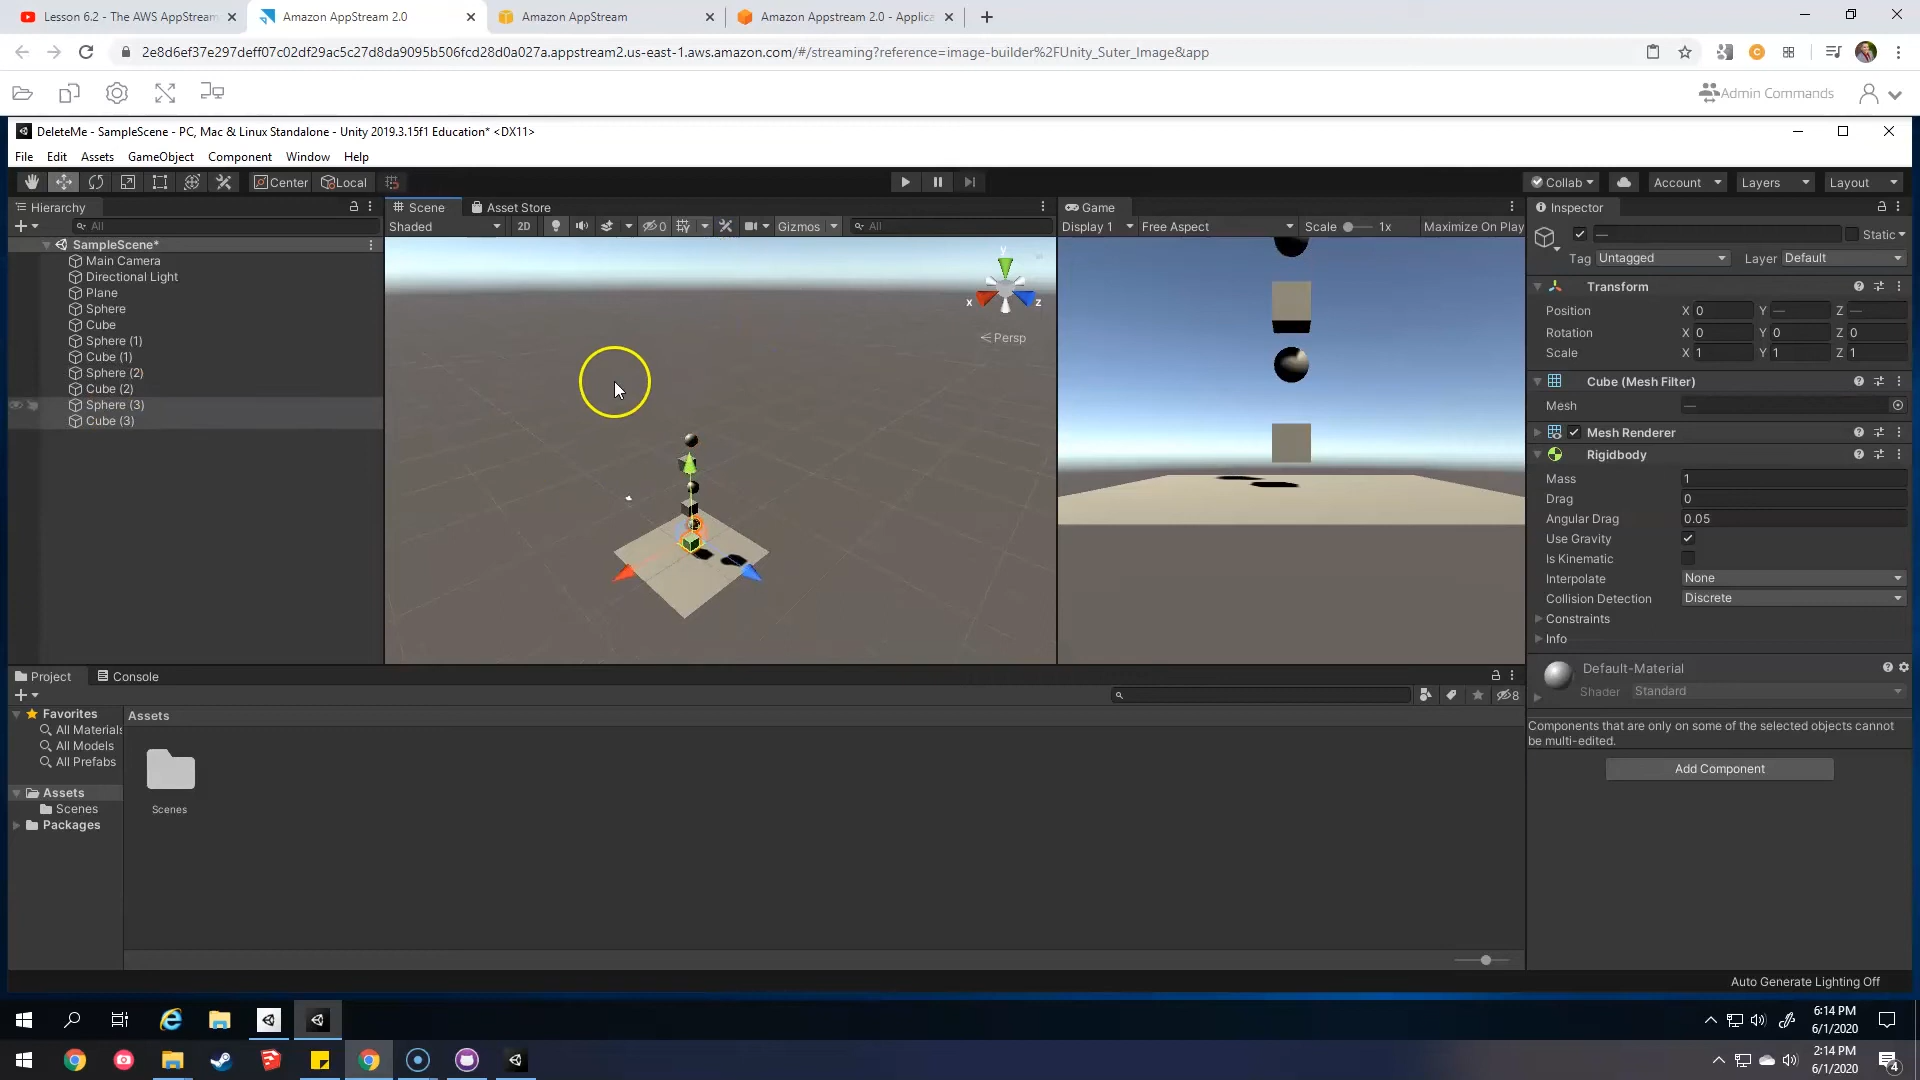 Lesson 6.2 - The AWS AppStream
Amazon AppStream 2.0
Amazon AppStream
Amazon Appstream 2.0 - Applica
2e8d6ef37e297deff07c02df29ac5c27d8da9095b506fcd28d0a027a.appstream2.us-east-1.aws.amazon.com/#/streaming?reference=image-builder%2FUnity_Suter_Image&app
Admin Commands
DeleteMe - SampleScene - PC, Mac & Linux Standalone - Unity 2019.3.15f1 Education* <DX11>
File Edit Assets GameObject Component Window Help
Center Local
Collab Account Layers Layout
Hierarchy
All
SampleScene*
Main Camera
Directional Light
Plane
Sphere
Cube
Sphere (1)
Cube (1)
Sphere (2)
Cube (2)
Sphere (3)
Cube (3)
Scene Asset Store
Shaded 2D 0 Gizmos All
y
x z
Persp
Game
Display 1 Free Aspect Scale 1x Maximize On Play
Inspector
Static
Tag Untagged Layer Default
Transform
Position X 0 Y — Z —
Rotation X 0 Y 0 Z 0
Scale X 1 Y 1 Z 1
Cube (Mesh Filter)
Mesh —
Mesh Renderer
Rigidbody
Mass 1
Drag 0
Angular Drag 0.05
Use Gravity
Is Kinematic
Interpolate None
Collision Detection Discrete
Constraints
Info
Default-Material
Shader Standard
Components that are only on some of the selected objects cannot
be multi-edited.
Add Component
Project Console
8
Favorites
All Materials
All Models
All Prefabs
Assets
Scenes
Packages
Assets
Scenes
Auto Generate Lighting Off
6:14 PM
6/1/2020
2:14 PM
6/1/2020
4